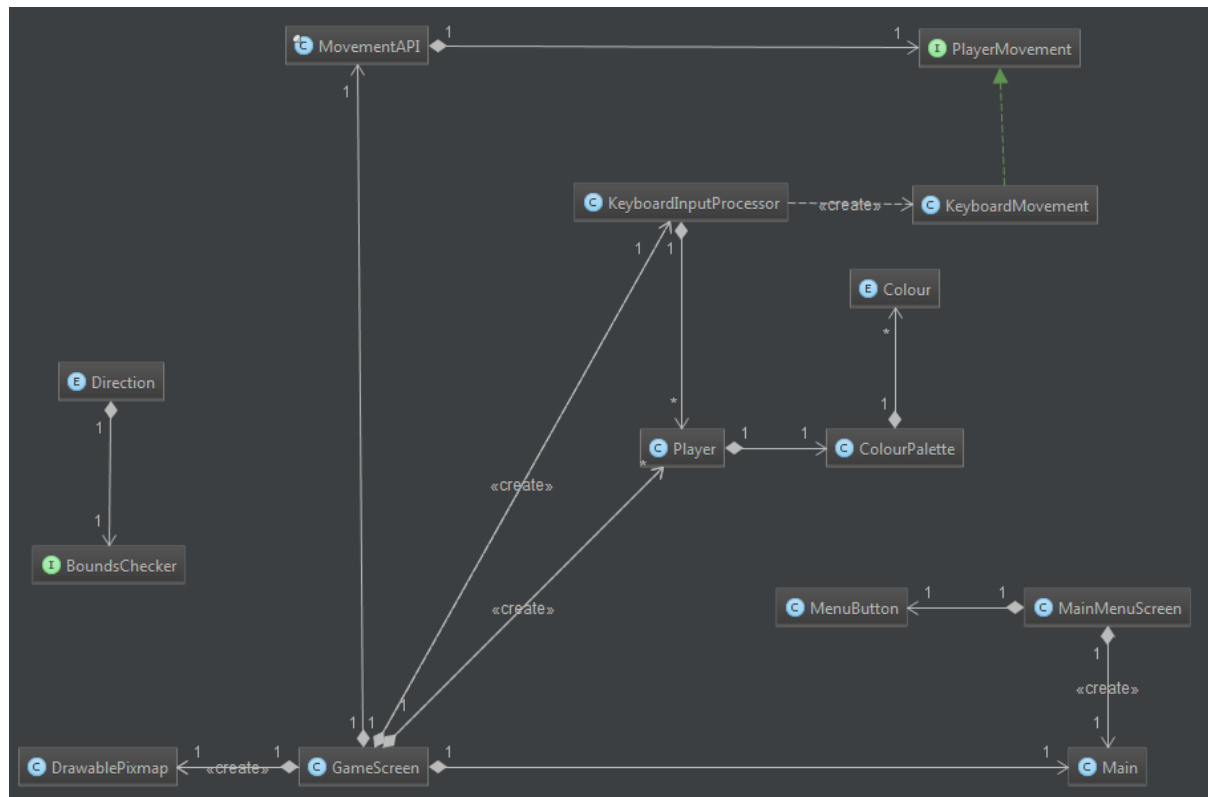 1 1
C MovementAPI
I PlayerMovement
1
C KeyboardInputProcessor
«create»
C KeyboardMovement
1 1
E Colour
*
E Direction
1
1
*
C Player
1 1
C ColourPalette
*
«create»
1
I BoundsChecker
«create»
C MenuButton
1 1
C MainMenuScreen
1
«create»
1
1 1
1
C DrawablePixmap
1 «create» 1
C GameScreen
1 1
C Main